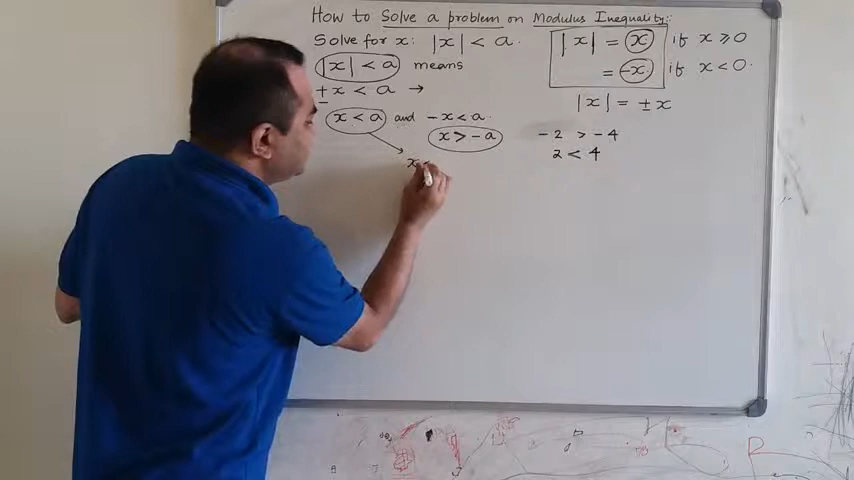 How to Solve a problem on Modulus Inequality:
Solve for x: |x| < a.
|x| < a means
± x < a →
x < a and -x < a.
x > -a
x <
|x| = x if x ⩾ 0
= -x. if x < 0.
|x| = ± x
-2 > -4
2 < 4